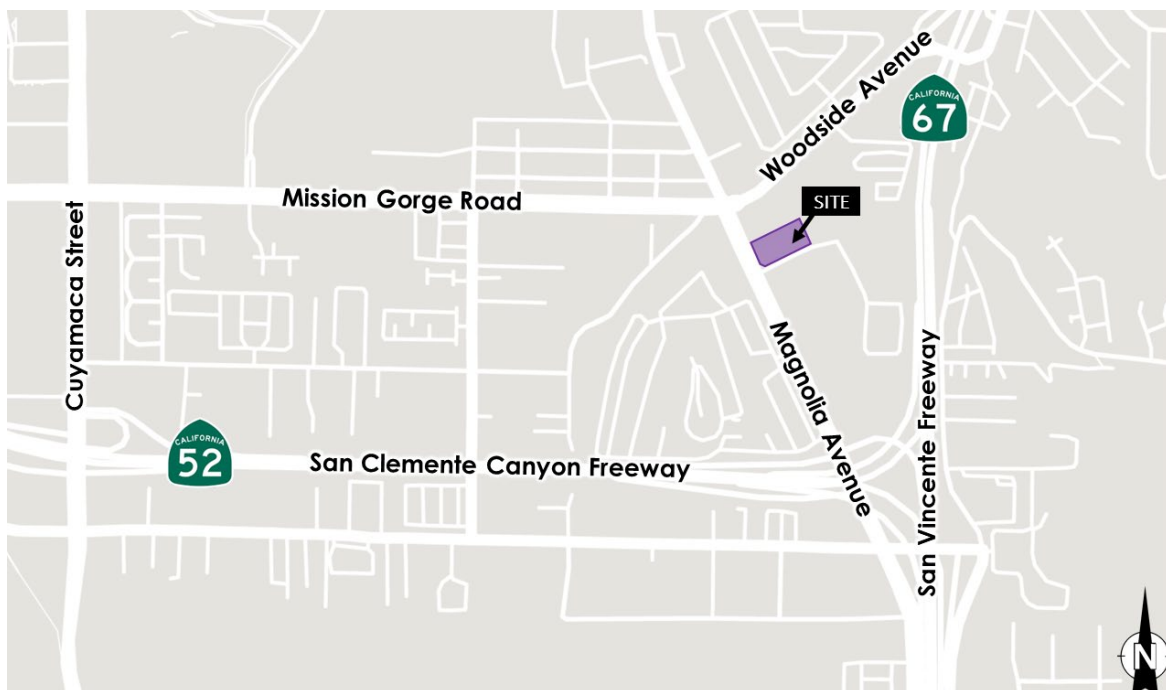 Woodside Avenue
CALIFORNIA
67
Mission Gorge Road
SITE
Cuyamaca Street
Magnolia Avenue
San Vincente Freeway
CALIFORNIA
52
San Clemente Canyon Freeway
N